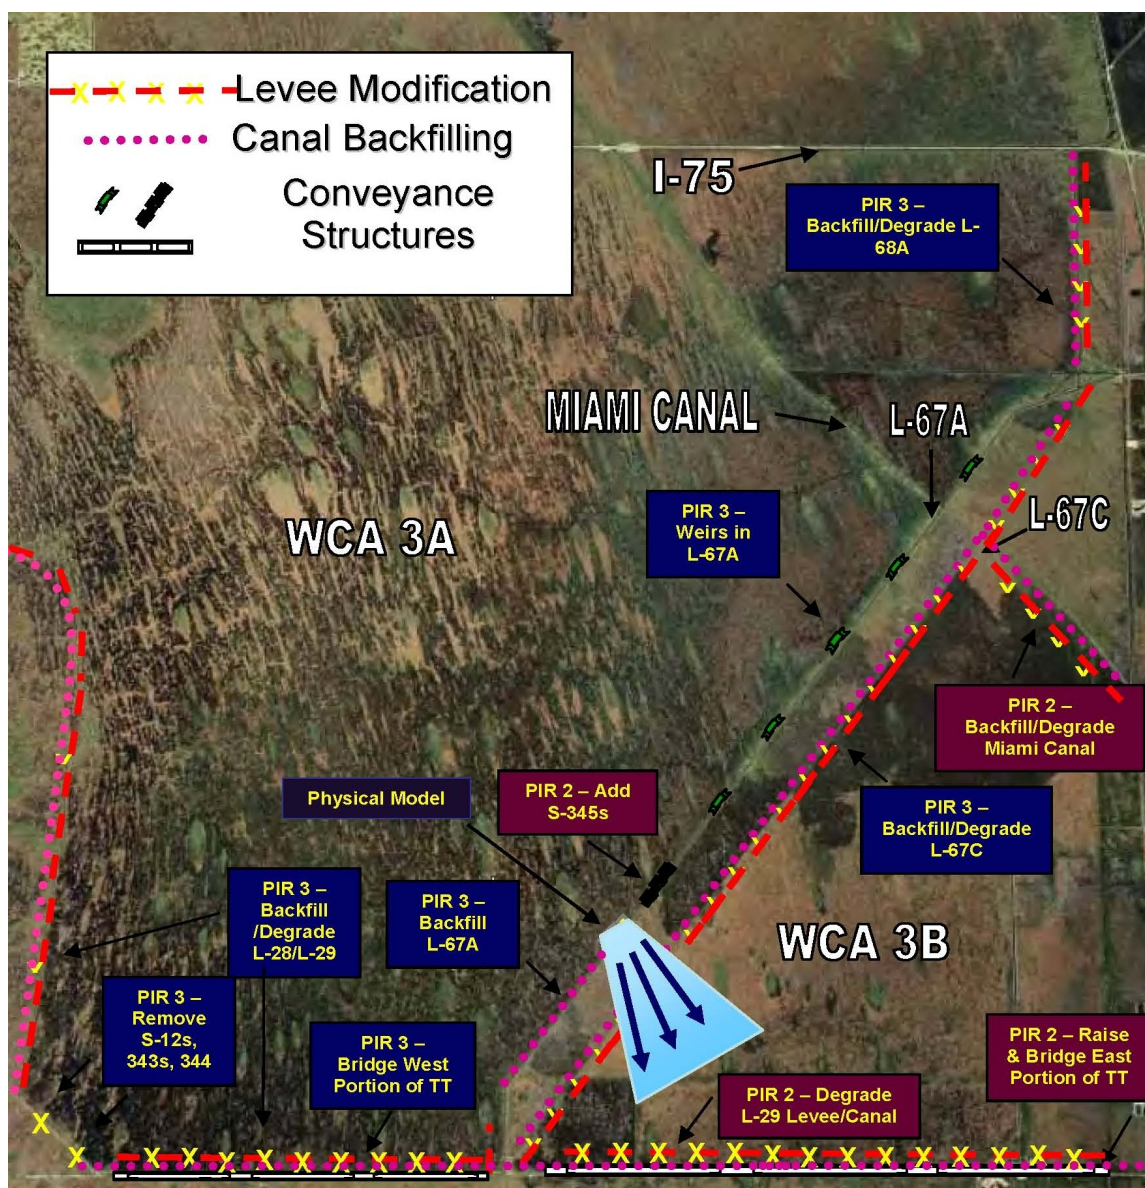 Levee Modification
Canal Backfilling
Conveyance
Structures
I-75
PIR 3 –
Backfill/Degrade L-
68A
MIAMI CANAL
L-67A
L-67C
WCA 3A
PIR 3 –
Weirs in
L-67A
PIR 2 –
Backfill/Degrade
Miami Canal
Physical Model
PIR 2 – Add
S-345s
PIR 3 –
Backfill/Degrade
L-67C
PIR 3 –
Backfill
/Degrade
L-28/L-29
PIR 3 –
Backfill
L-67A
WCA 3B
PIR 3 –
Remove
S-12s,
343s, 344
PIR 3 –
Bridge West
Portion of TT
PIR 2 – Degrade
L-29 Levee/Canal
PIR 2 – Raise
& Bridge East
Portion of TT